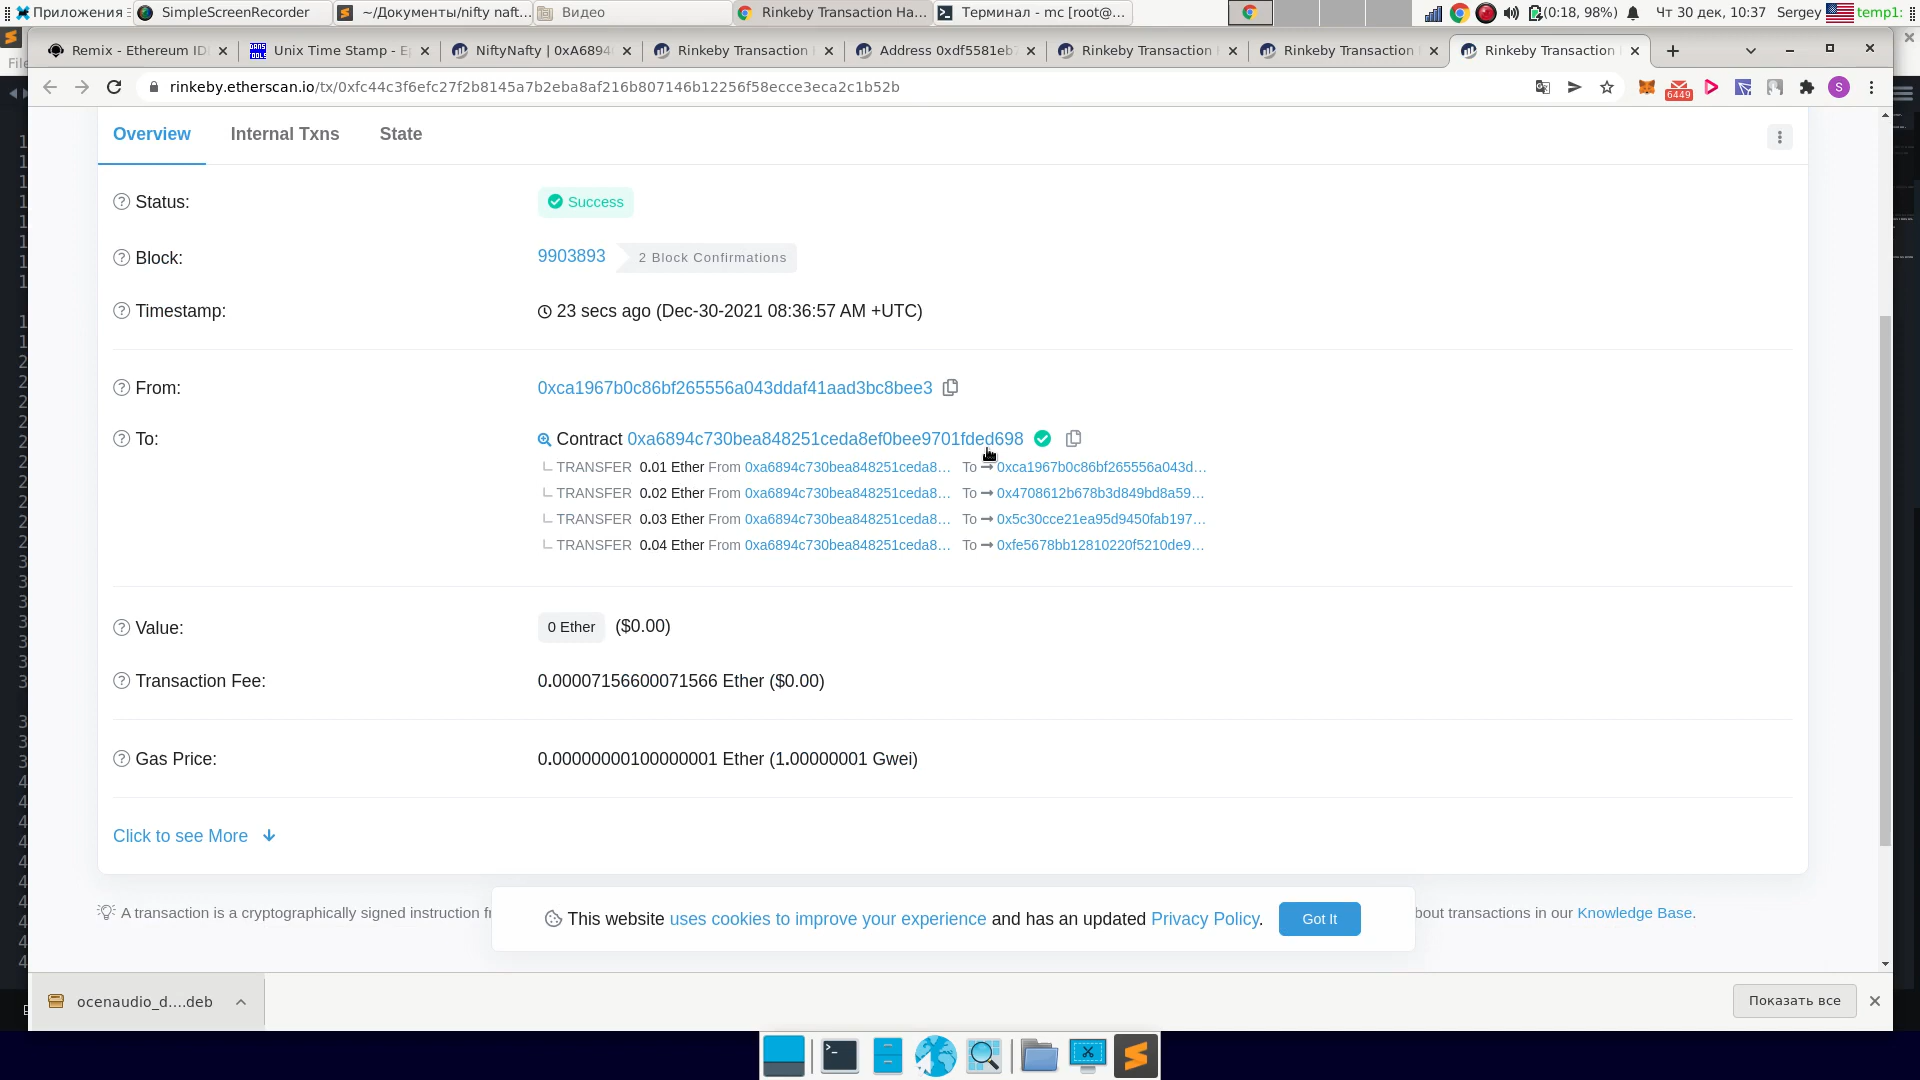 Приложения SimpleScreenRecorder ~/Документы/nifty naft... Видео Rinkeby Transaction Ha... Терминал - mc [root@... (0:18, 98%) Чт 30 дек, 10:37 Sergey temp1:
Remix - Ethereum ID Unix Time Stamp - Ep NiftyNafty | 0xA6894 Rinkeby Transaction Address 0xdf5581eb Rinkeby Transaction Rinkeby Transaction Rinkeby Transaction
rinkeby.etherscan.io/tx/0xfc44c3f6efc27f2b8145a7b2eba8af216b807146b12256f58ecce3eca2c1b52b 6449 S
Overview Internal Txns State
Status: Success
Block: 9903893 2 Block Confirmations
Timestamp: 23 secs ago (Dec-30-2021 08:36:57 AM +UTC)
From: 0xca1967b0c86bf265556a043ddaf41aad3bc8bee3
To: Contract 0xa6894c730bea848251ceda8ef0bee9701fded698
TRANSFER 0.01 Ether From 0xa6894c730bea848251ceda8... To 0xca1967b0c86bf265556a043d...
TRANSFER 0.02 Ether From 0xa6894c730bea848251ceda8... To 0x4708612b678b3d849bd8a59...
TRANSFER 0.03 Ether From 0xa6894c730bea848251ceda8... To 0x5c30cce21ea95d9450fab197...
TRANSFER 0.04 Ether From 0xa6894c730bea848251ceda8... To 0xfe5678bb12810220f5210de9...
Value: 0 Ether ($0.00)
Transaction Fee: 0.00007156600071566 Ether ($0.00)
Gas Price: 0.00000000100000001 Ether (1.00000001 Gwei)
Click to see More
A transaction is a cryptographically signed instruction bout transactions in our Knowledge Base.
This website uses cookies to improve your experience and has an updated Privacy Policy. Got It
ocenaudio_d....deb Показать все